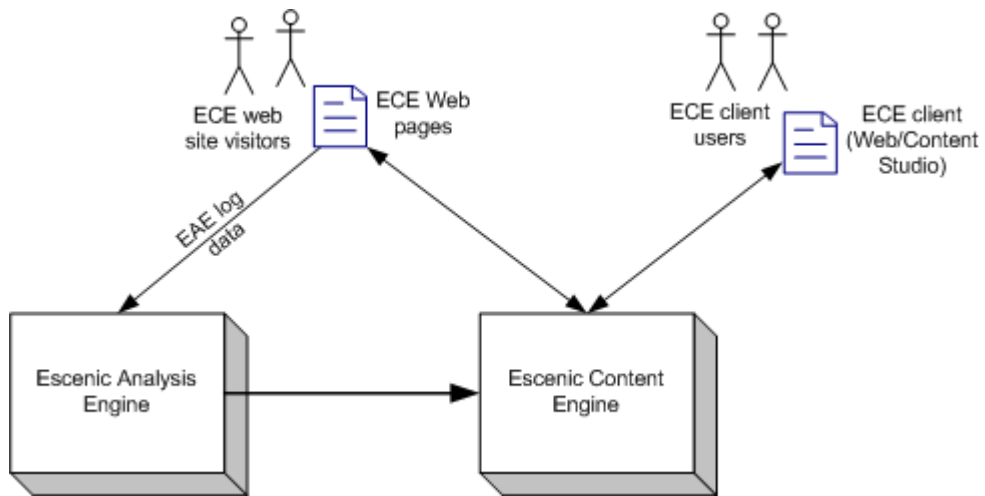 ECE web
site visitors
ECE Web
pages
ECE client
users
ECE client
(Web/Content
Studio)
EAE log
data
Escenic Analysis
Engine
Escenic Content
Engine